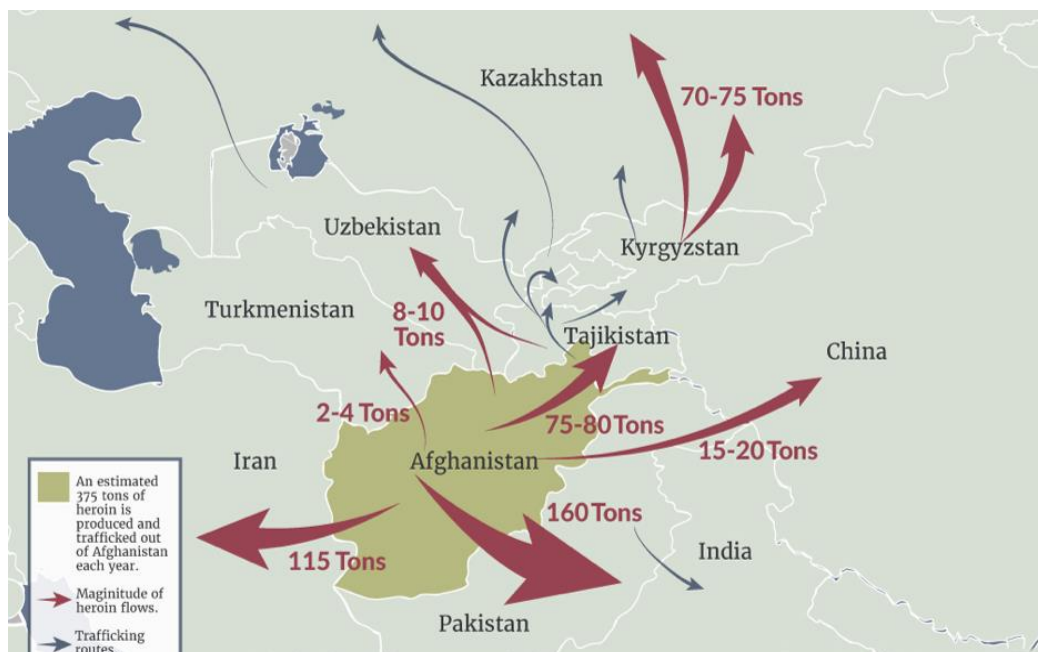 Kazakhstan
70-75 Tons
Uzbekistan
Kyrgyzstan
Turkmenistan
8-10
Tons
Tajikistan
China
2-4 Tons
75-80 Tons
15-20 Tons
Iran
Afghanistan
160 Tons
India
115 Tons
Pakistan
An estimated
375 tons of
heroin is
produced and
trafficked out
of Afghanistan
each year.
Maginitude of
heroin flows.
Trafficking
routes.